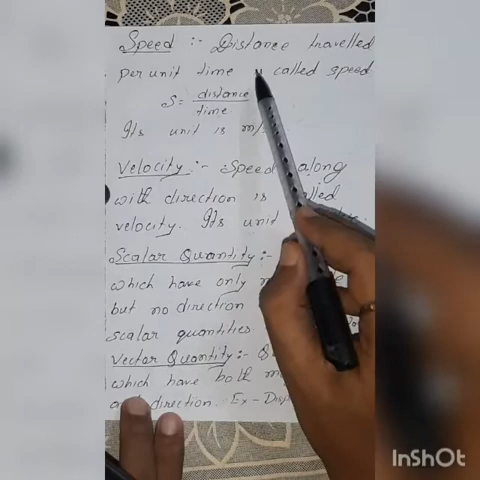 Speed :- Distance travelled
per unit time is called speed.
S = distance
time
Its unit is m/s
Velocity :- Speed along
with direction is called
velocity. Its unit
Scalar Quantity :-
which have only
but no direction
scalar quantities.
Vector Quantity :-
which have both
direction. Ex -
InShOt